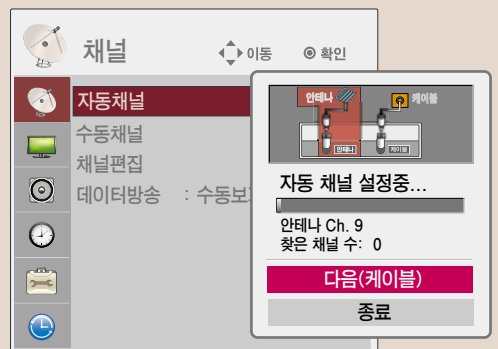 채널
이동
확인
자동채널
수동채널
채널편집
데이터방송 : 수동보
안테나
케이블
안테나
케이블
자동 채널 설정중...
안테나 Ch. 9
찾은 채널 수: 0
다음(케이블)
종료